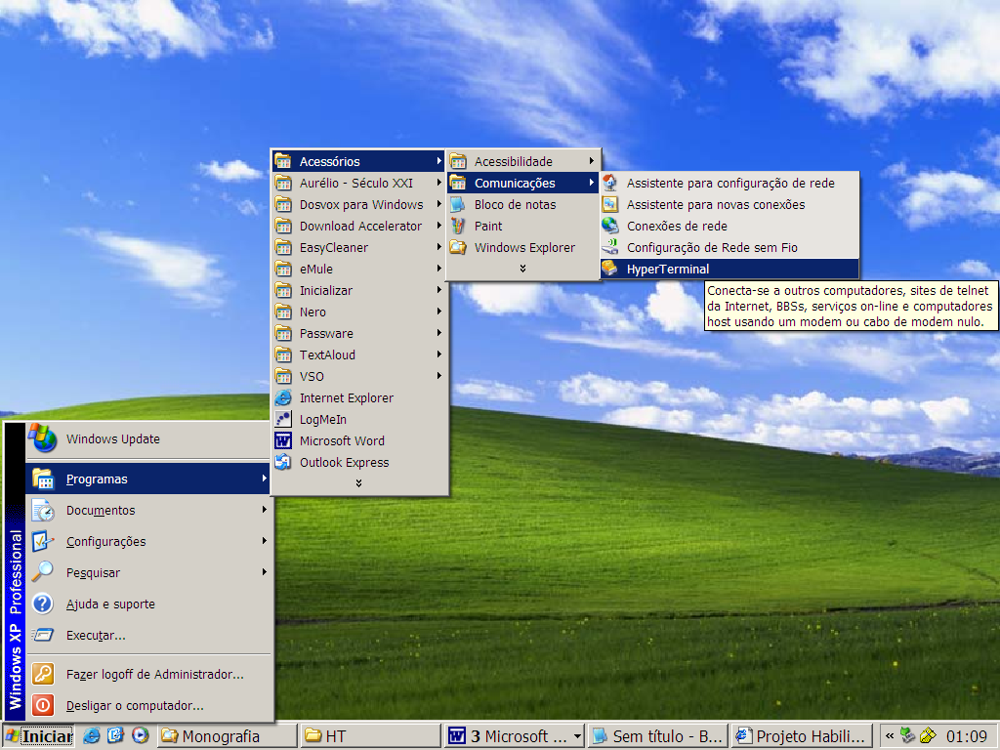 Acessórios
Aurélio - Século XXI
Dosvox para Windows
Download Accelerator
EasyCleaner
eMule
Inicializar
Nero
Passware
TextAloud
VSO
Internet Explorer
LogMeIn
Microsoft Word
Outlook Express
Acessibilidade
Comunicações
Bloco de notas
Paint
Windows Explorer
Assistente para configuração de rede
Assistente para novas conexões
Conexões de rede
Configuração de Rede sem Fio
HyperTerminal
Conecta-se a outros computadores, sites de telnet
da Internet, BBSs, serviços on-line e computadores
host usando um modem ou cabo de modem nulo.
Windows Update
Programas
Documentos
Configurações
Pesquisar
Ajuda e suporte
Executar...
Fazer logoff de Administrador...
Desligar o computador...
Windows XP Professional
Iniciar
Monografia
HT
3 Microsoft ...
Sem título - B...
Projeto Habili...
«
01:09